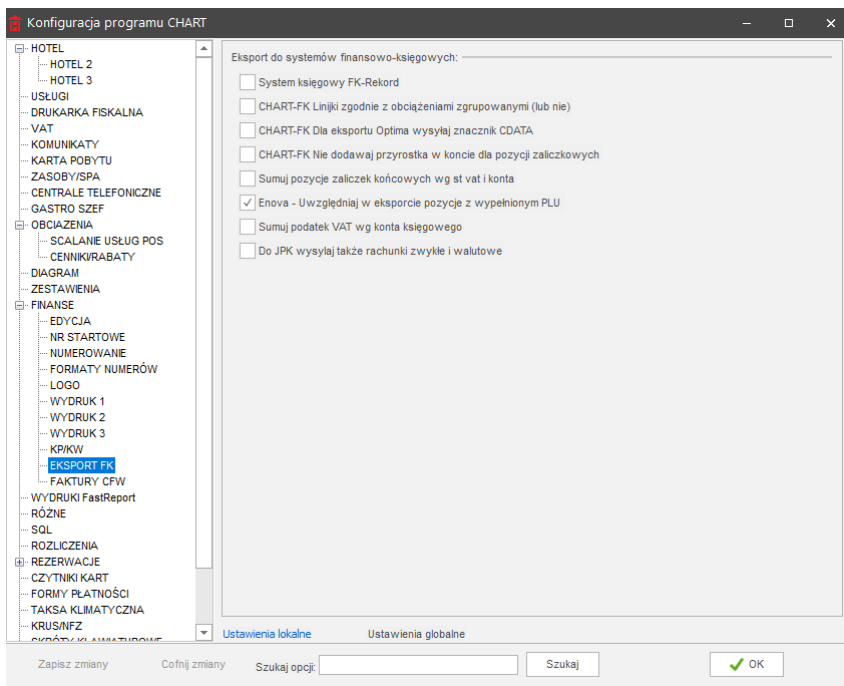 Konfiguracja programu CHART
HOTEL
HOTEL 2
HOTEL 3
USŁUGI
DRUKARKA FISKALNA
VAT
KOMUNIKATY
KARTA POBYTU
ZASOBY/SPA
CENTRALE TELEFONICZNE
GASTRO SZEF
OBCIAZENIA
SCALANIE USŁUG POS
CENNIKI/RABATY
DIAGRAM
ZESTAWIENIA
FINANSE
EDYCJA
NR STARTOWE
NUMEROWANIE
FORMATY NUMERÓW
LOGO
WYDRUK 1
WYDRUK 2
WYDRUK 3
KP/KW
EKSPORT FK
FAKTURY CFW
WYDRUKI FastReport
RÓŻNE
SQL
ROZLICZENIA
REZERWACJE
CZYTNIKI KART
FORMY PŁATNOŚCI
TAKSA KLIMATYCZNA
KRUS/NFZ
SKRÓTY KLAWIATUROWE
Eksport do systemów finansowo-księgowych:
System księgowy FK-Rekord
CHART-FK Linijki zgodnie z obciążeniami zgrupowanymi (lub nie)
CHART-FK Dla eksportu Optima wysyłaj znacznik CDATA
CHART-FK Nie dodawaj przyrostka w koncie dla pozycji zaliczkowych
Sumuj pozycje zaliczek końcowych wg st vat i konta
Enova - Uwzględniaj w eksporcie pozycje z wypełnionym PLU
Sumuj podatek VAT wg konta księgowego
Do JPK wysyłaj także rachunki zwykłe i walutowe
Ustawienia lokalne Ustawienia globalne
Zapisz zmiany Cofnij zmiany Szukaj opcji: Szukaj OK